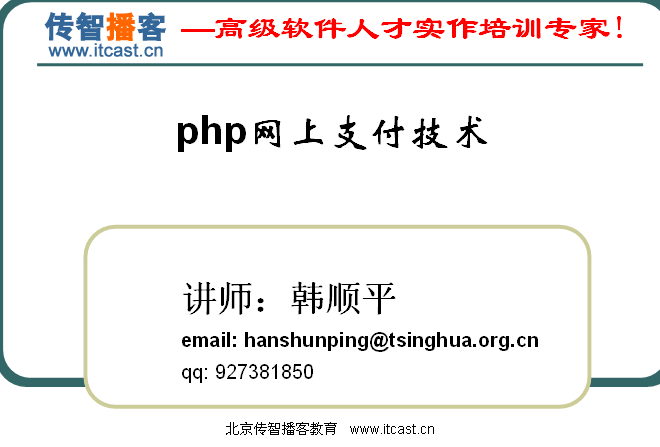 传智播客 —高级软件人才实作培训专家!
www.itcast.cn
php网上支付技术
讲师：韩顺平
email: hanshunping@tsinghua.org.cn
qq: 927381850
北京传智播客教育 www.itcast.cn